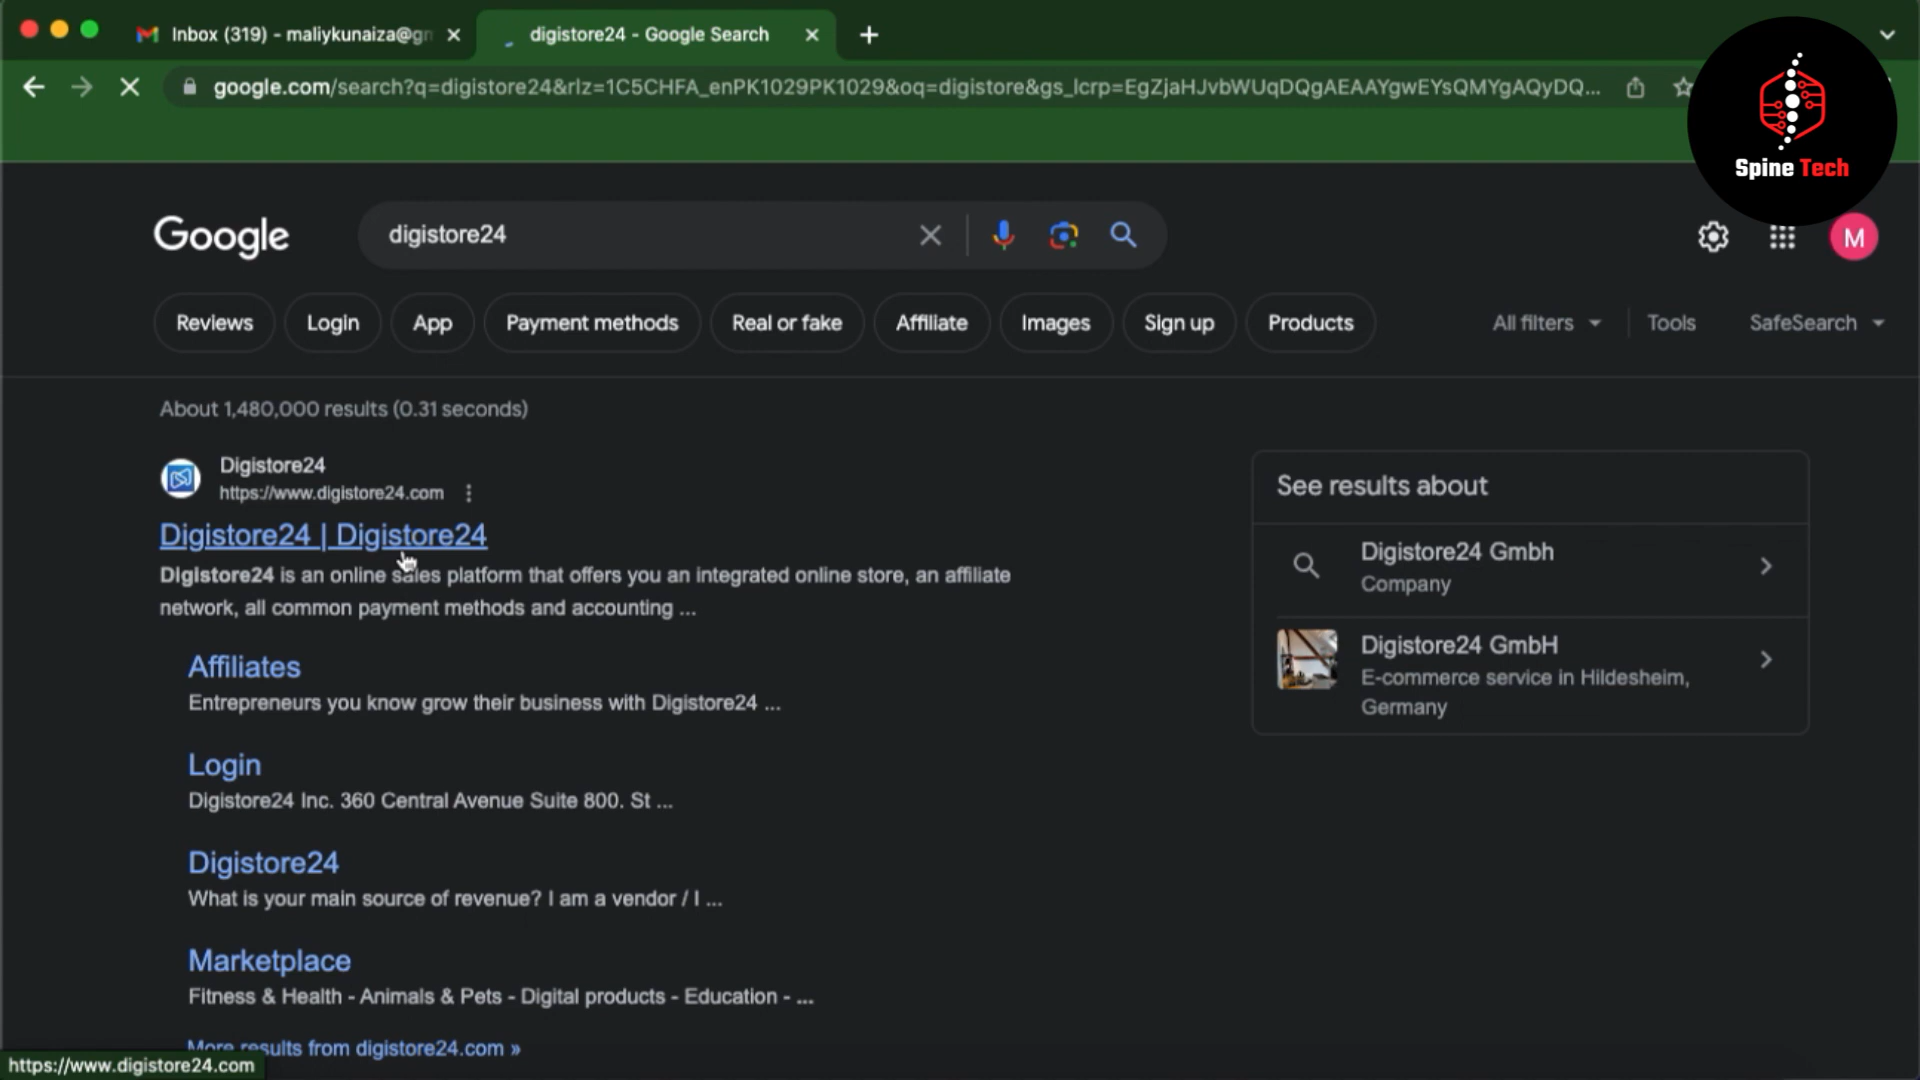 Inbox (319) - maliykunaiza@gm
digistore24 - Google Search
google.com/search?q=digistore24&rlz=1C5CHFA_enPK1029PK1029&oq=digistore&gs_lcrp=EgZjaHJvbWUqDQgAEAAYgwEYsQMYgAQyDQ...
Spine Tech
Google
digistore24
M
Reviews
Login
App
Payment methods
Real or fake
Affiliate
Images
Sign up
Products
All filters
Tools
SafeSearch
About 1,480,000 results (0.31 seconds)
Digistore24
https://www.digistore24.com
Digistore24 | Digistore24
Digistore24 is an online sales platform that offers you an integrated online store, an affiliate
network, all common payment methods and accounting ...
Affiliates
Entrepreneurs you know grow their business with Digistore24 ...
Login
Digistore24 Inc. 360 Central Avenue Suite 800. St ...
Digistore24
What is your main source of revenue? I am a vendor / I ...
Marketplace
Fitness & Health - Animals & Pets - Digital products - Education - ...
More results from digistore24.com »
See results about
Digistore24 Gmbh
Company
Digistore24 GmbH
E-commerce service in Hildesheim,
Germany
https://www.digistore24.com